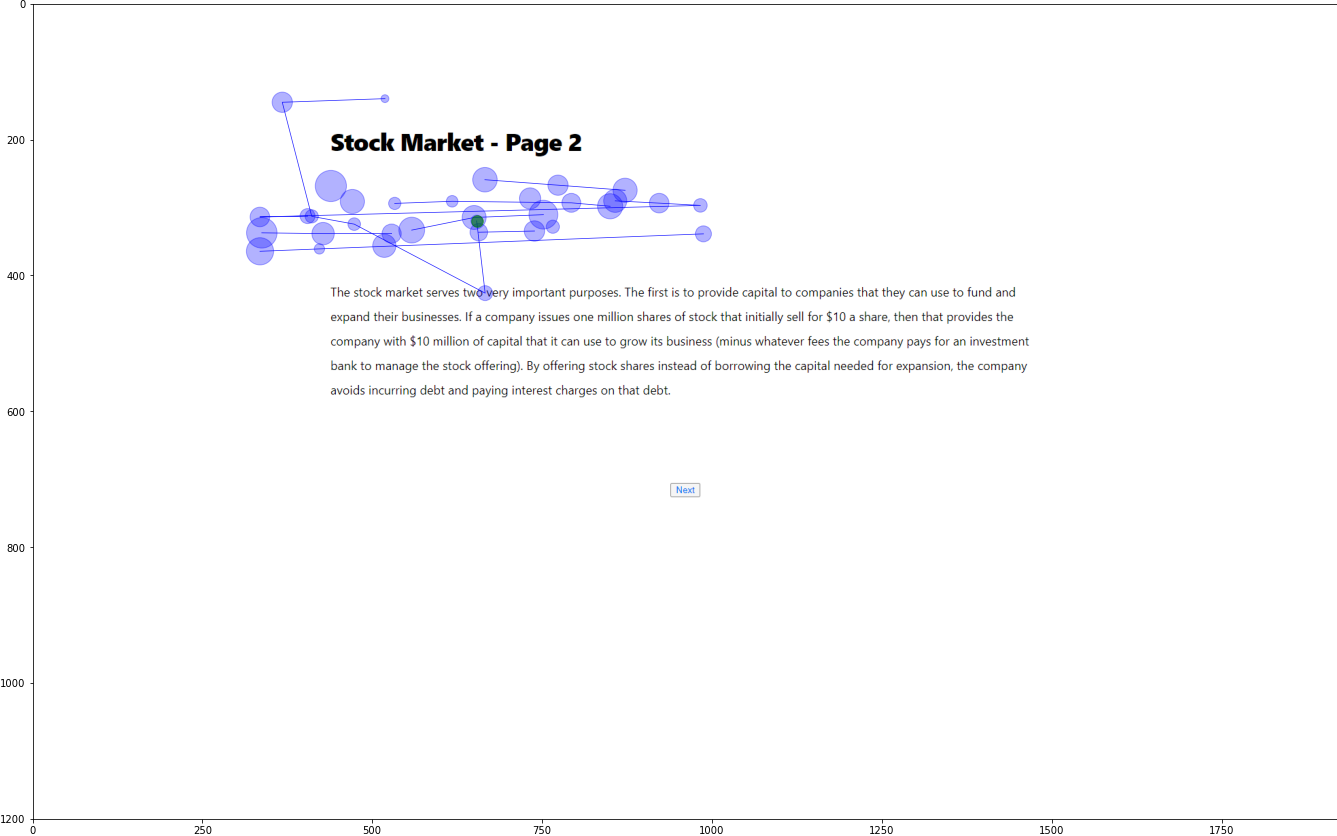 0
200
Stock Market - Page 2
400
The stock market serves two very important purposes. The first is to provide capital to companies that they can use to fund and
expand their businesses. If a company issues one million shares of stock that initially sell for $10 a share, then that provides the
company with $10 million of capital that it can use to grow its business (minus whatever fees the company pays for an investment
bank to manage the stock offering). By offering stock shares instead of borrowing the capital needed for expansion, the company
avoids incurring debt and paying interest charges on that debt.
600
Next
800
1000
1200
0 250 500 750 1000 1250 1500 1750